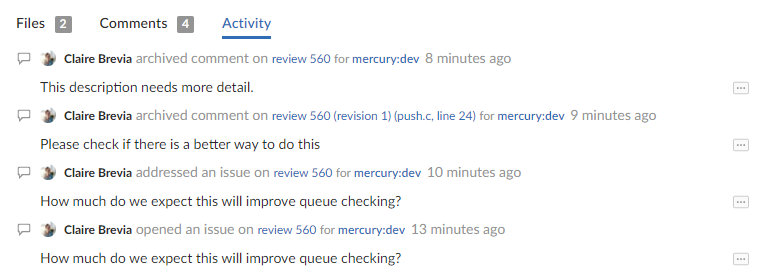 Files 2 Comments 4 Activity
Claire Brevia archived comment on review 560 for mercury:dev 8 minutes ago
This description needs more detail.
Claire Brevia archived comment on review 560 (revision 1) (push.c, line 24) for mercury:dev 9 minutes ago
Please check if there is a better way to do this
Claire Brevia addressed an issue on review 560 for mercury:dev 10 minutes ago
How much do we expect this will improve queue checking?
Claire Brevia opened an issue on review 560 for mercury:dev 13 minutes ago
How much do we expect this will improve queue checking?